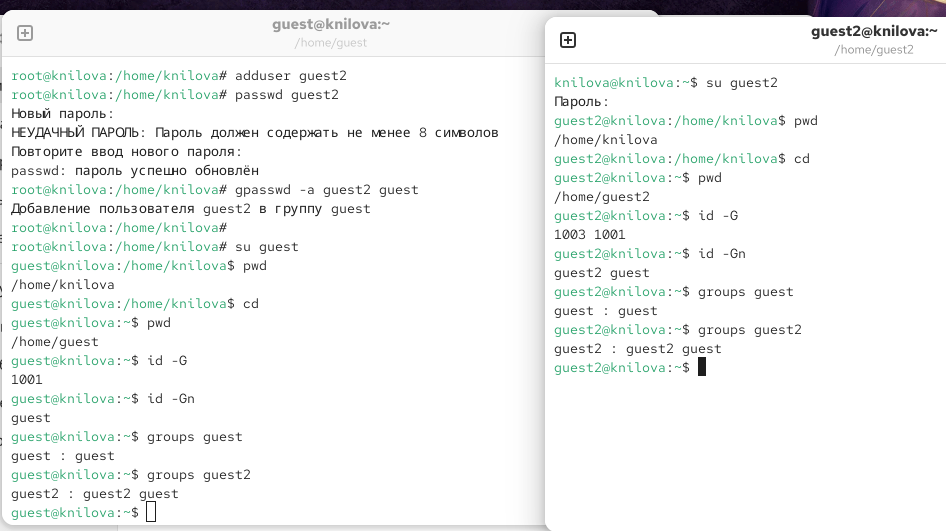 guest@knilova:~
/home/guest
root@knilova:/home/knilova# adduser guest2
root@knilova:/home/knilova# passwd guest2
Новый пароль:
НЕУДАЧНЫЙ ПАРОЛЬ: Пароль должен содержать не менее 8 символов
Повторите ввод нового пароля:
passwd: пароль успешно обновлён
root@knilova:/home/knilova# gpasswd -a guest2 guest
Добавление пользователя guest2 в группу guest
root@knilova:/home/knilova#
root@knilova:/home/knilova# su guest
guest@knilova:/home/knilova$ pwd
/home/knilova
guest@knilova:/home/knilova$ cd
guest@knilova:~$ pwd
/home/guest
guest@knilova:~$ id -G
1001
guest@knilova:~$ id -Gn
guest
guest@knilova:~$ groups guest
guest : guest
guest@knilova:~$ groups guest2
guest2 : guest2 guest
guest@knilova:~$
guest2@knilova:~
/home/guest2
knilova@knilova:~$ su guest2
Пароль:
guest2@knilova:/home/knilova$ pwd
/home/knilova
guest2@knilova:/home/knilova$ cd
guest2@knilova:~$ pwd
/home/guest2
guest2@knilova:~$ id -G
1003 1001
guest2@knilova:~$ id -Gn
guest2 guest
guest2@knilova:~$ groups guest
guest : guest
guest2@knilova:~$ groups guest2
guest2 : guest2 guest
guest2@knilova:~$